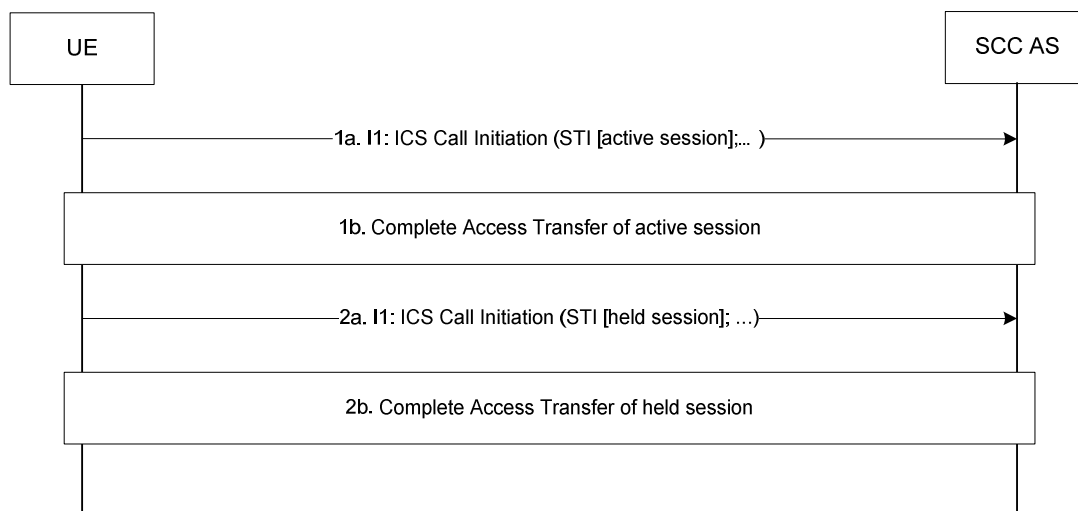 UE
SCC AS
1a. I1: ICS Call Initiation (STI [active session];... )
1b. Complete Access Transfer of active session
2a. I1: ICS Call Initiation (STI [held session]; ...)
2b. Complete Access Transfer of held session